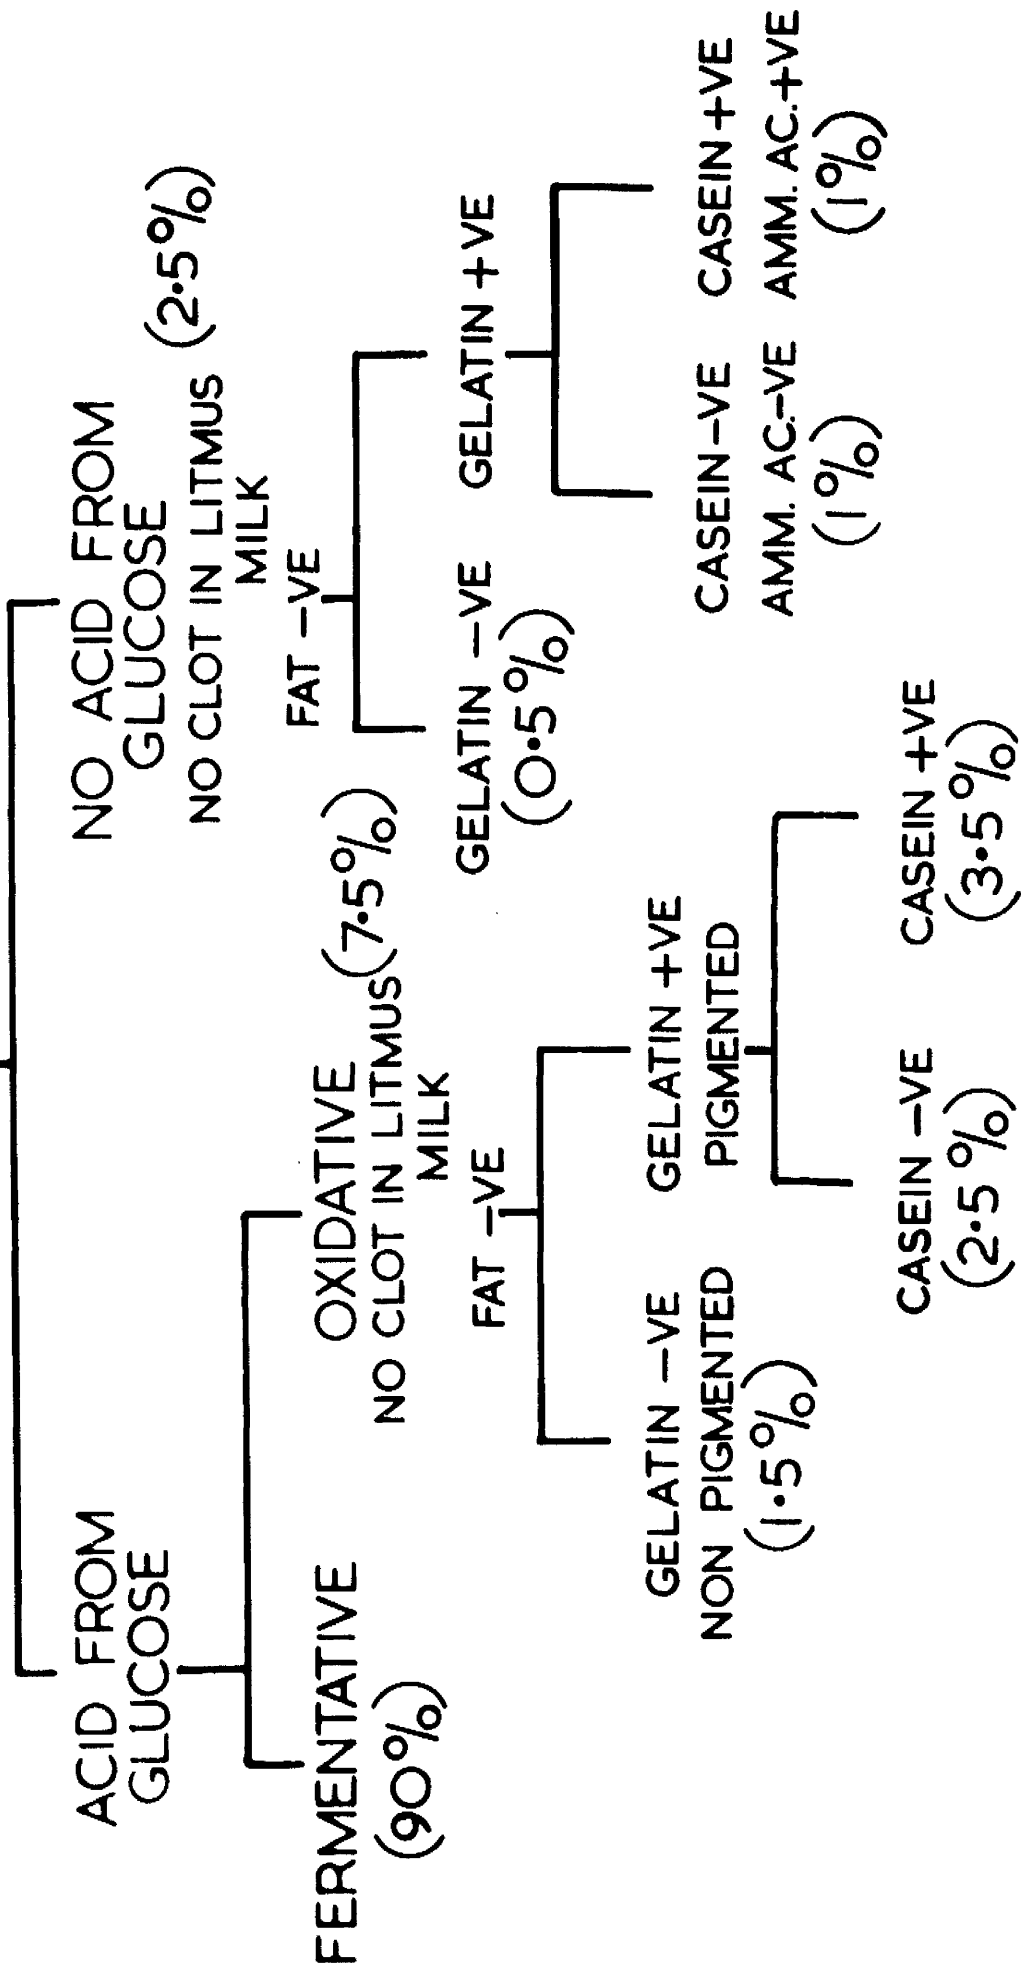 ACID FROM
GLUCOSE
FERMENTATIVE
(90%)
OXIDATIVE
NO CLOT IN LITMUS (7·5%)
MILK
FAT –VE
GELATIN –VE
NON PIGMENTED
(1·5%)
GELATIN +VE
PIGMENTED
CASEIN –VE
(2·5%)
CASEIN +VE
(3·5%)
NO ACID FROM
GLUCOSE
NO CLOT IN LITMUS (2·5%)
MILK
FAT –VE
GELATIN –VE
(0·5%)
GELATIN +VE
CASEIN –VE
AMM. AC.–VE
(1%)
CASEIN +VE
AMM. AC.+VE
(1%)